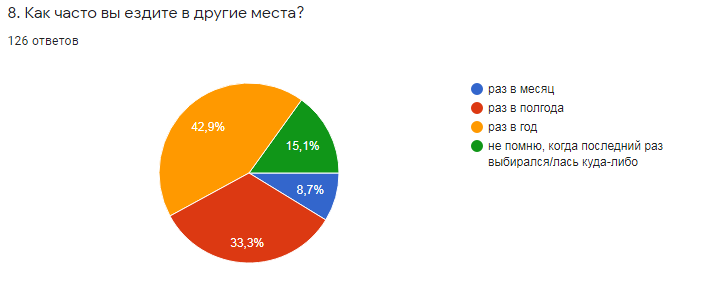 8. Как часто вы ездите в другие места?
126 ответов
раз в месяц
раз в полгода
раз в год
не помню, когда последний раз
выбирался/лась куда-либо
42,9%
15,1%
8,7%
33,3%